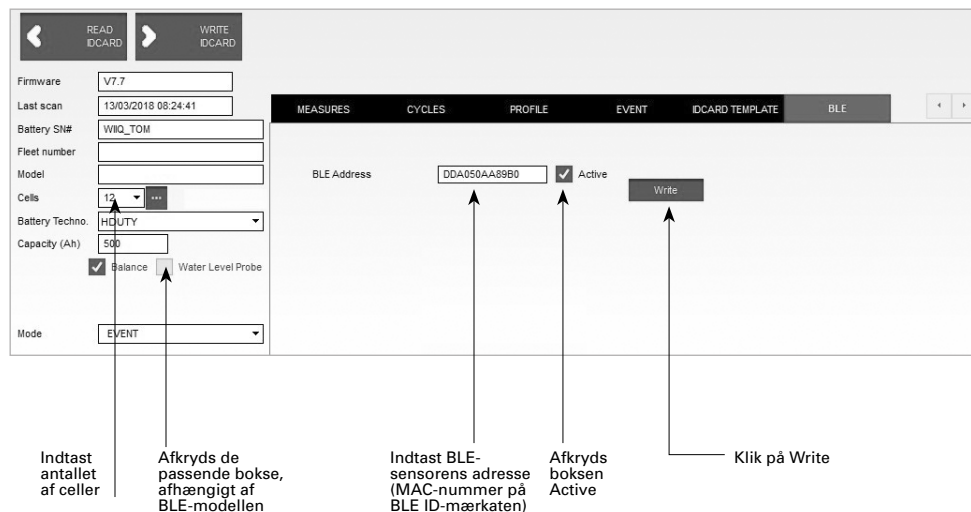 READ
IDCARD
WRITE
IDCARD
Firmware V7.7
Last scan 13/03/2018 08:24:41
Battery SN# WIIQ_TOM
Fleet number
Model
Cells 12 ...
Battery Techno. HDUTY
Capacity (Ah) 500
Balance Water Level Probe
Mode EVENT
MEASURES CYCLES PROFILE EVENT IDCARD TEMPLATE BLE
BLE Address DDA050AA89B0 Active
Write
Indtast
antallet
af celler
Afkryds de
passende bokse,
afhængigt af
BLE-modellen
Indtast BLE-
sensorens adresse
(MAC-nummer på
BLE ID-mærkaten)
Afkryds
boksen
Active
Klik på Write